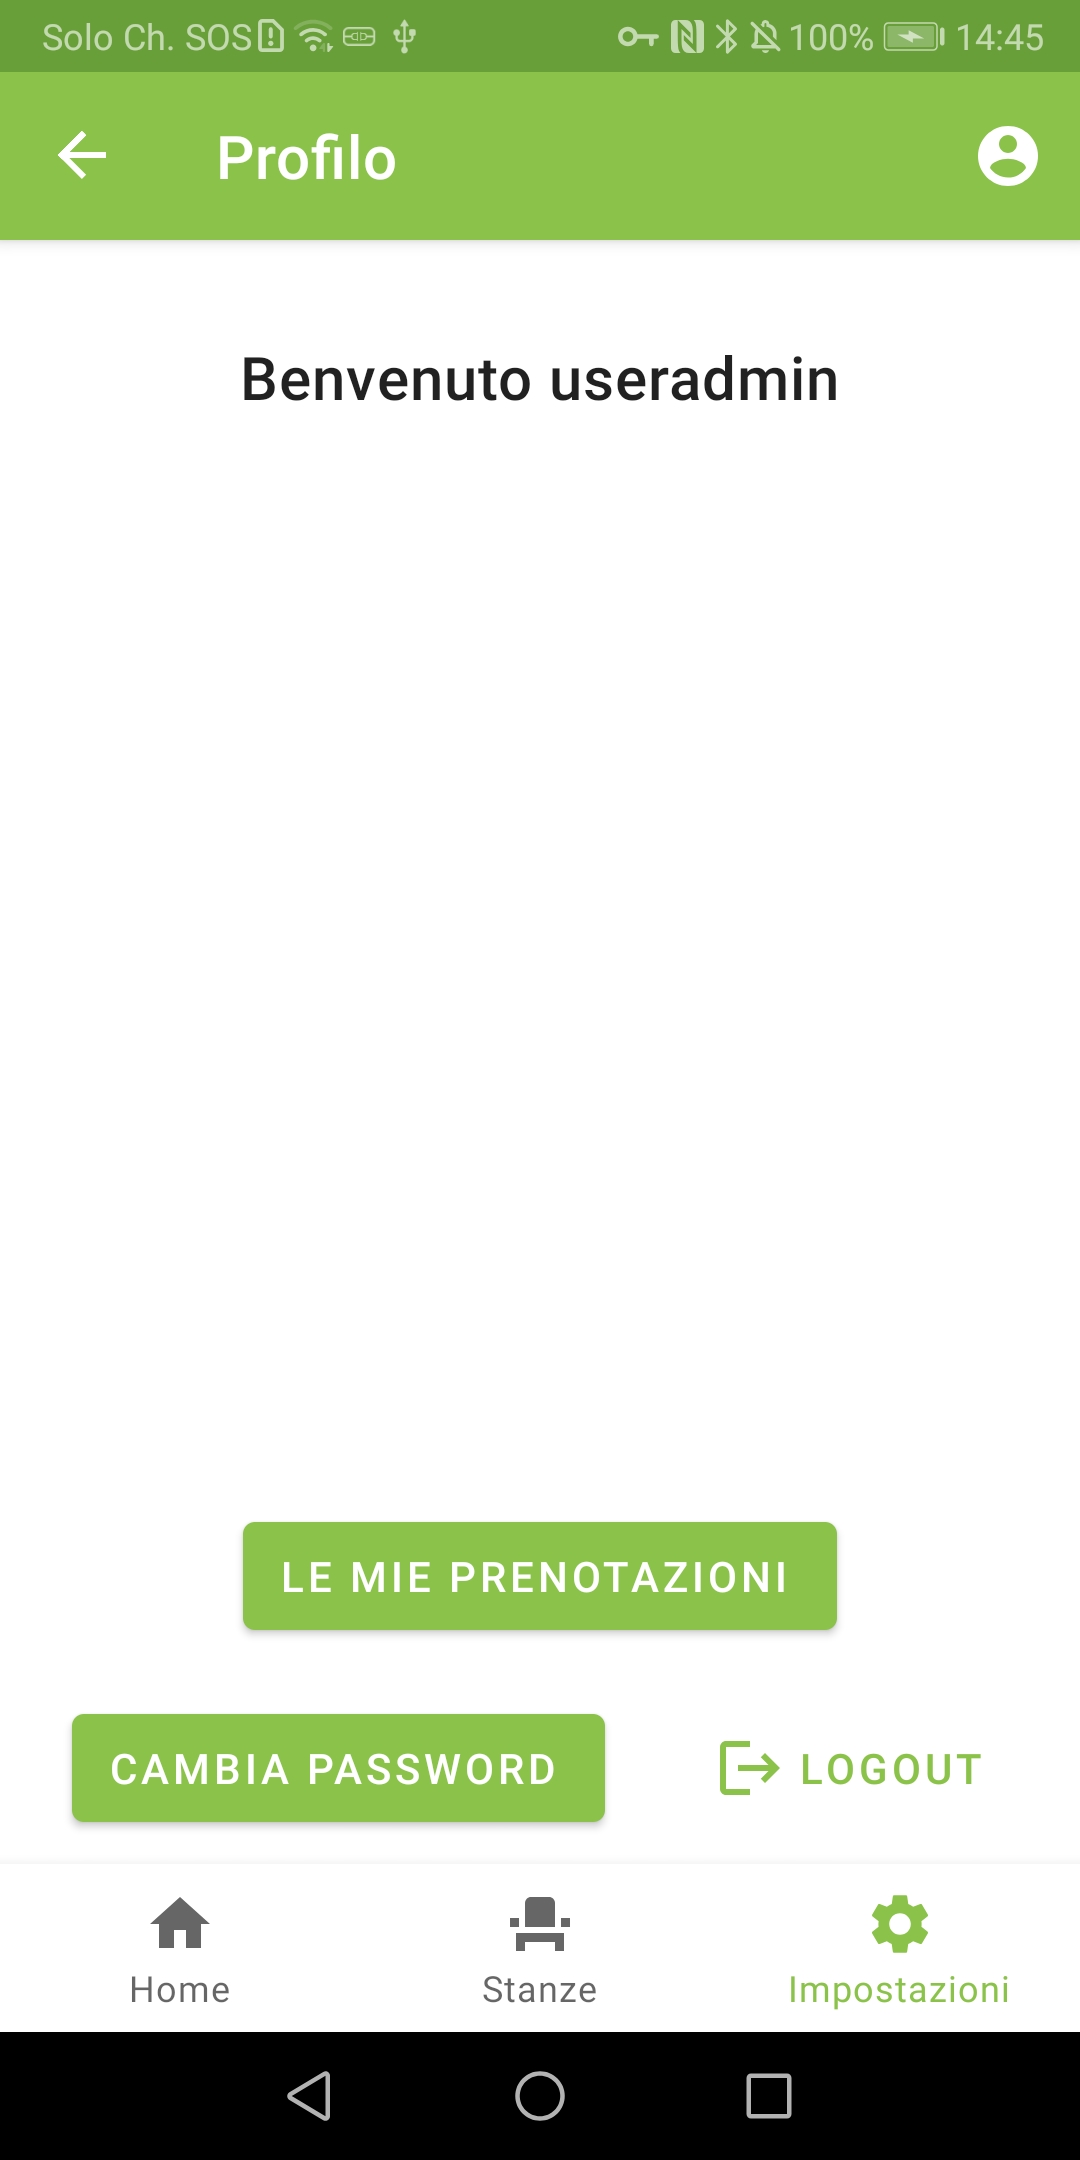 Solo Ch. SOS 100% 14:45
Profilo
Benvenuto useradmin
LE MIE PRENOTAZIONI
CAMBIA PASSWORD LOGOUT
Home Stanze Impostazioni